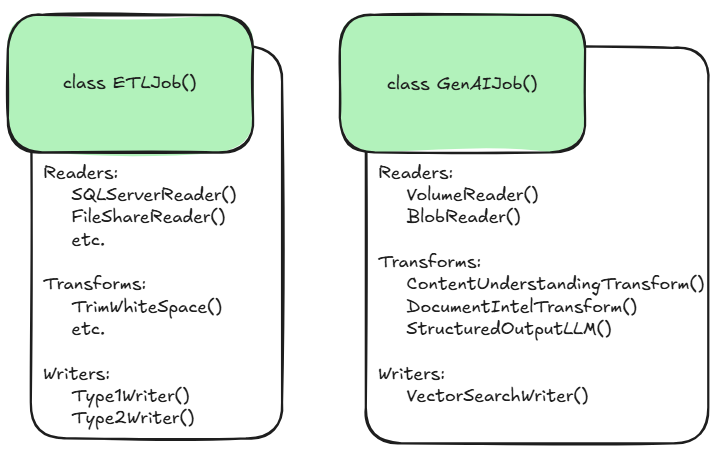 class ETLJob()
Readers:
SQLServerReader()
FileShareReader()
etc.
Transforms:
TrimWhiteSpace()
etc.
Writers:
Type1Writer()
Type2Writer()
class GenAIJob()
Readers:
VolumeReader()
BlobReader()
Transforms:
ContentUnderstandingTransform()
DocumentIntelTransform()
StructuredOutputLLM()
Writers:
VectorSearchWriter()